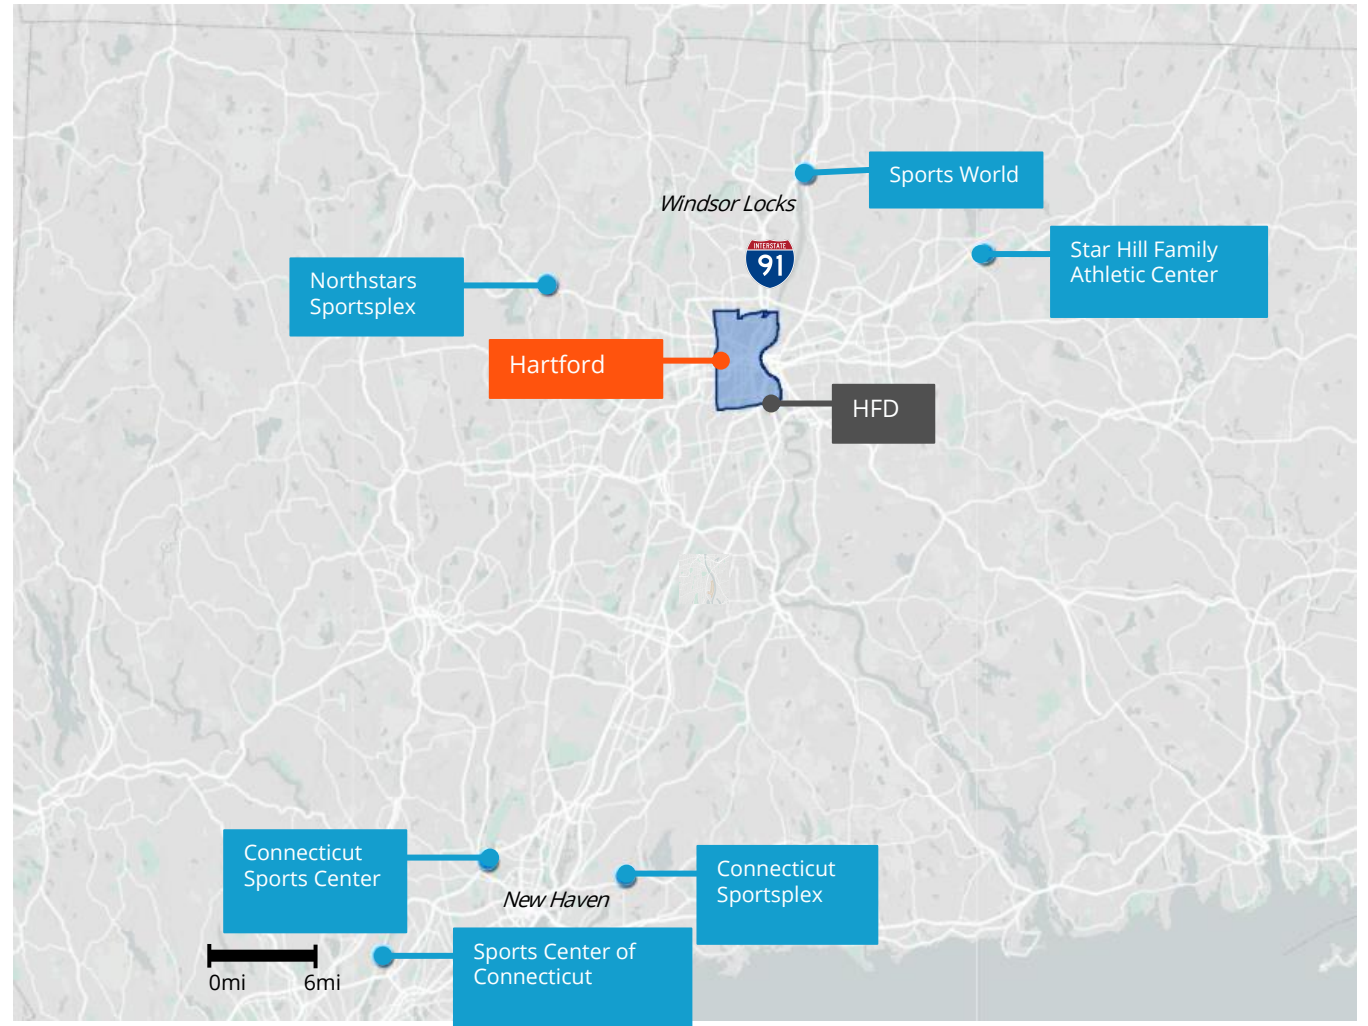 Sports World
Windsor Locks
INTERSTATE
91
Star Hill Family
Athletic Center
Northstars
Sportsplex
Hartford
HFD
Connecticut
Sports Center
Connecticut
Sportsplex
New Haven
Sports Center of
Connecticut
0mi
6mi